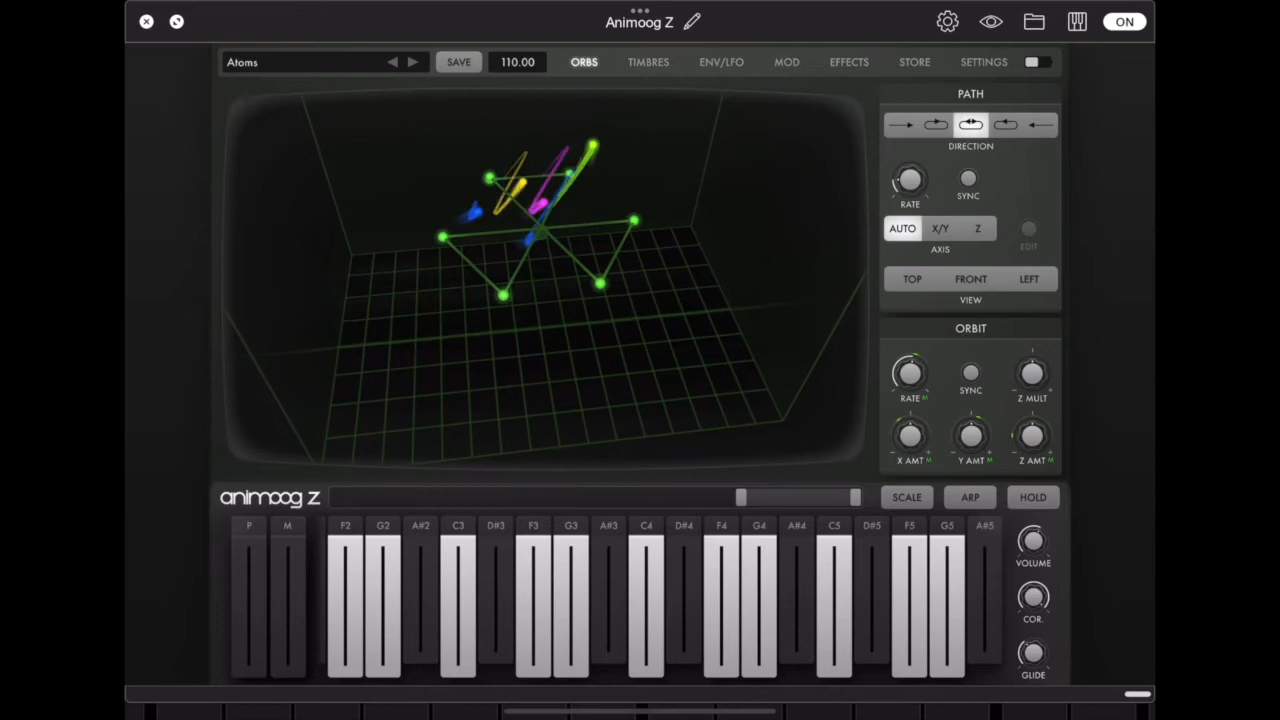 Animoog Z
ON
Atoms
SAVE
110.00
ORBS
TIMBRES
ENV/LFO
MOD
EFFECTS
STORE
SETTINGS
PATH
DIRECTION
RATE
SYNC
AUTO
X/Y
Z
AXIS
EDIT
TOP
FRONT
LEFT
VIEW
ORBIT
RATE M
SYNC
Z MULT
- +
- +
- +
- +
X AMT M
Y AMT M
Z AMT M
animoog Z
SCALE
ARP
HOLD
P
M
F2
G2
A#2
C3
D#3
F3
G3
A#3
C4
D#4
F4
G4
A#4
C5
D#5
F5
G5
A#5
VOLUME
COR.
GLIDE